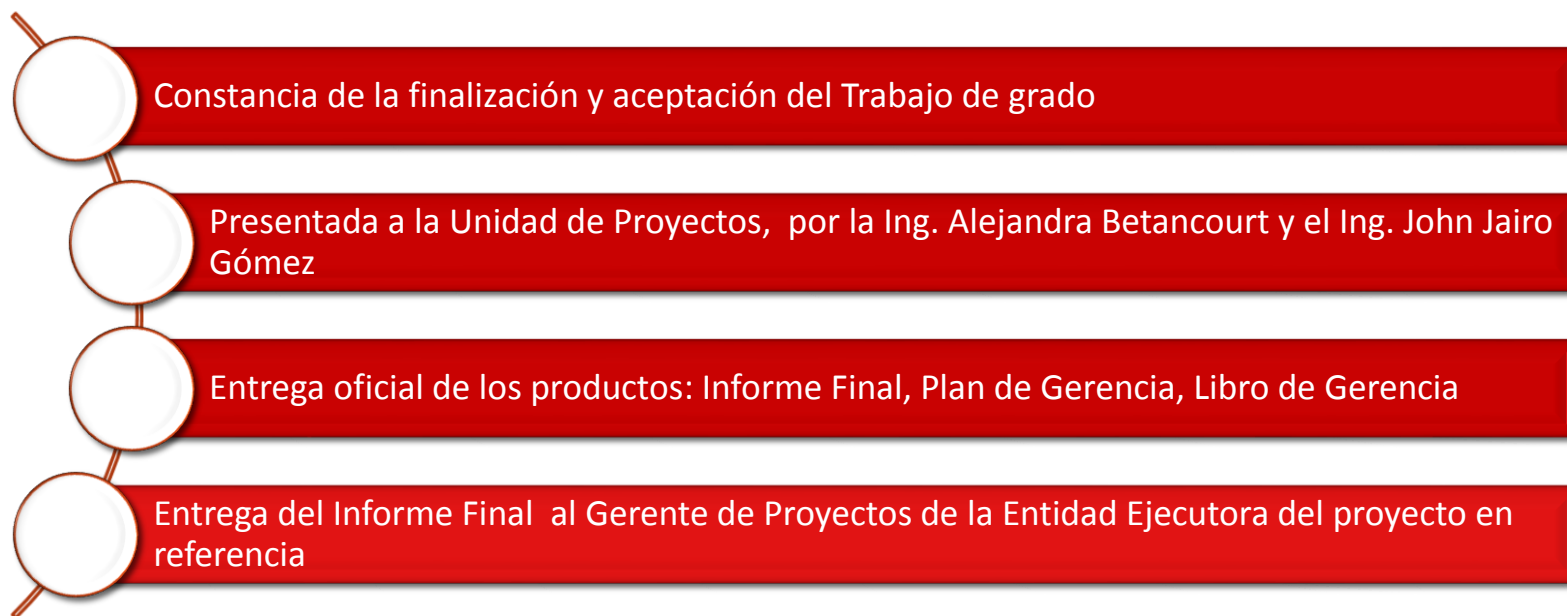 Constancia de la finalización y aceptación del Trabajo de grado
Presentada a la Unidad de Proyectos,  por la Ing. Alejandra Betancourt y el Ing. John Jairo
Gómez
Entrega oficial de los productos: Informe Final, Plan de Gerencia, Libro de Gerencia
Entrega del Informe Final  al Gerente de Proyectos de la Entidad Ejecutora del proyecto en
referencia